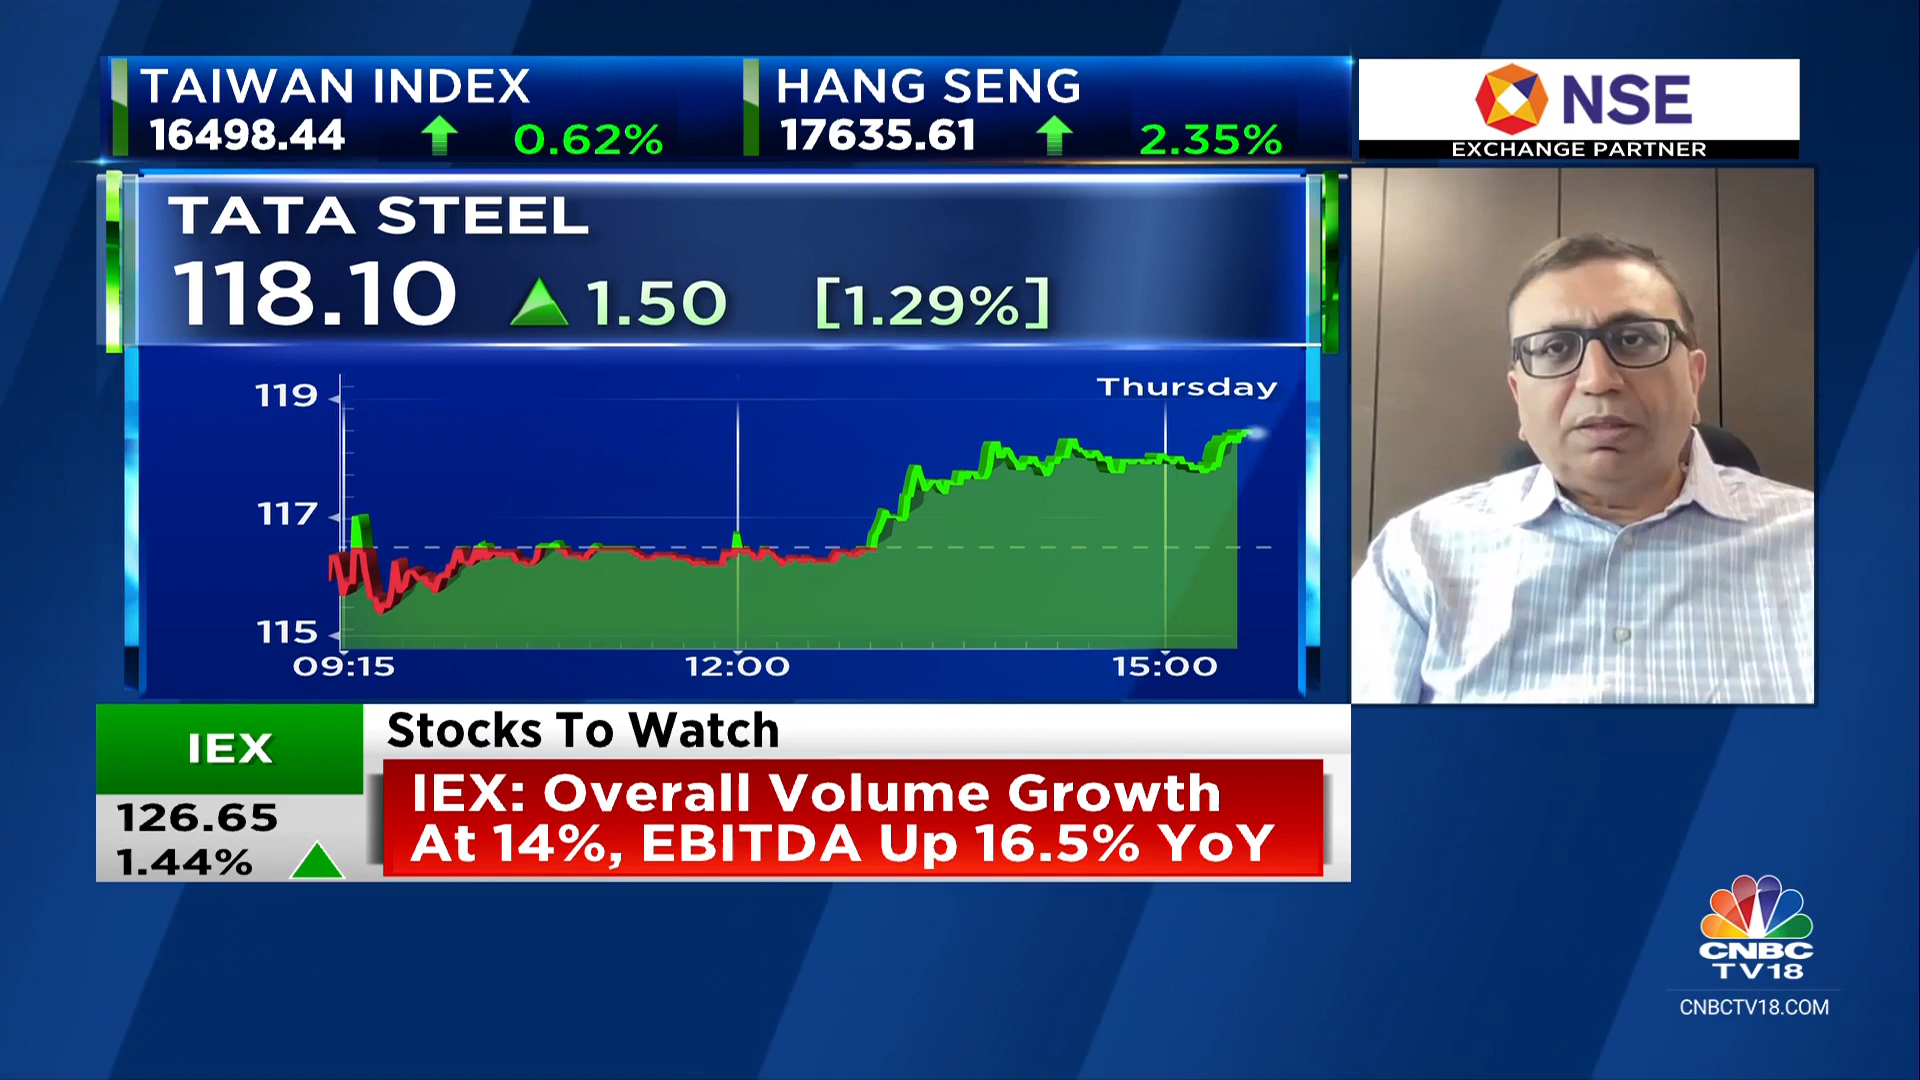 TAIWAN INDEX
16498.44 0.62%
HANG SENG
17635.61 2.35%
NSE
EXCHANGE PARTNER
TATA STEEL
118.10 1.50 [1.29%]
Thursday
119
117
115
09:15 12:00 15:00
IEX
126.65
1.44%
Stocks To Watch
IEX: Overall Volume Growth
At 14%, EBITDA Up 16.5% YoY
CNBC
TV18
CNBCTV18.COM